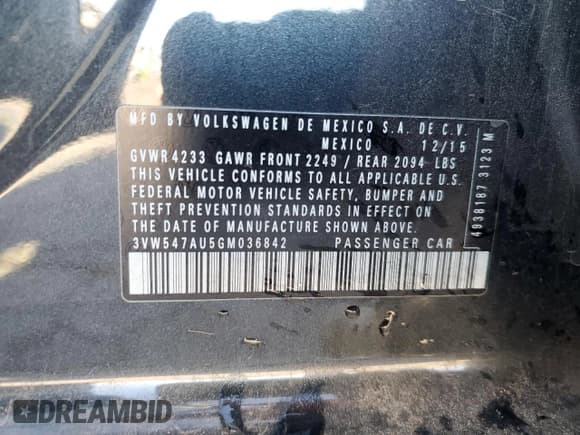 MFD BY VOLKSWAGEN DE MEXICO S.A. DE C.V.
MEXICO 12/15
GVWR 4233 GAWR FRONT 2249 / REAR 2094 LBS
THIS VEHICLE CONFORMS TO ALL APPLICABLE U.S.
FEDERAL MOTOR VEHICLE SAFETY, BUMPER AND
THEFT PREVENTION STANDARDS IN EFFECT ON
THE DATE OF MANUFACTURE SHOWN ABOVE.
3VW547AU5GM036842 PASSENGER CAR
4938187 3123 M
DREAMBID